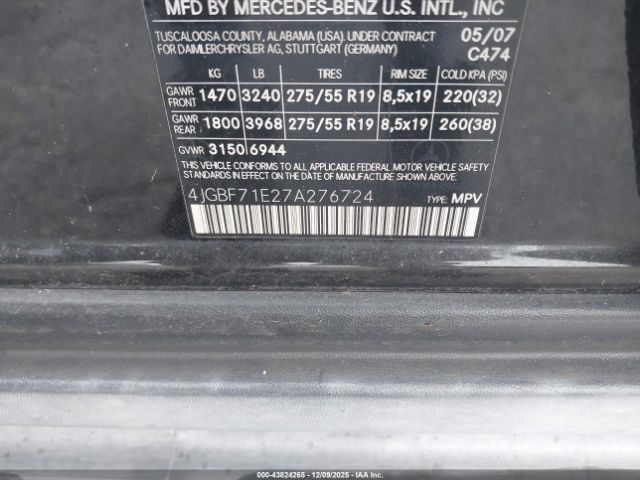 MFD BY MERCEDES-BENZ U.S. INTL., INC
TUSCALOOSA COUNTY, ALABAMA (USA). UNDER CONTRACT 05/07
FOR DAIMLERCHRYSLER AG, STUTTGART (GERMANY) C474
KG LB TIRES RIM SIZE COLD KPA (PSI)
GAWR FRONT 1470 3240 275/55 R19 8,5x19 220(32)
GAWR REAR 1800 3968 275/55 R19 8,5x19 260(38)
GVWR 3150 6944
THIS VEHICLE CONFORMS TO ALL APPLICABLE FEDERAL MOTOR VEHICLE SAFETY
STANDARDS IN EFFECT ON THE DATE OF MANUFACTURE SHOWN ABOVE.
4JGBF71E27A276724 TYPE: MPV
000-43824265 - 12/09/2025 - IAAI.COM